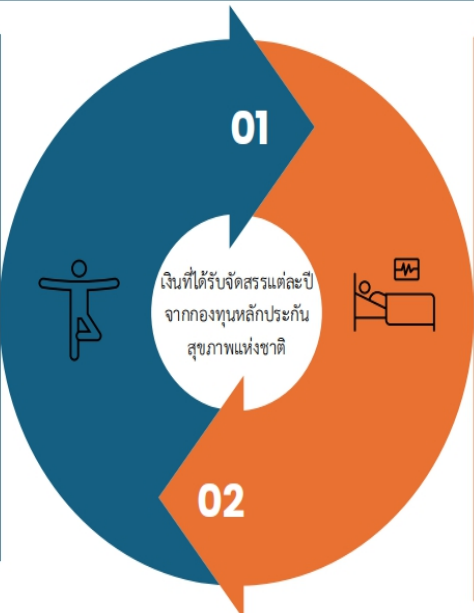 01
เงินที่ได้รับจัดสรรแต่ละปี
จากกองทุนหลักประกัน
สุขภาพแห่งชาติ
02